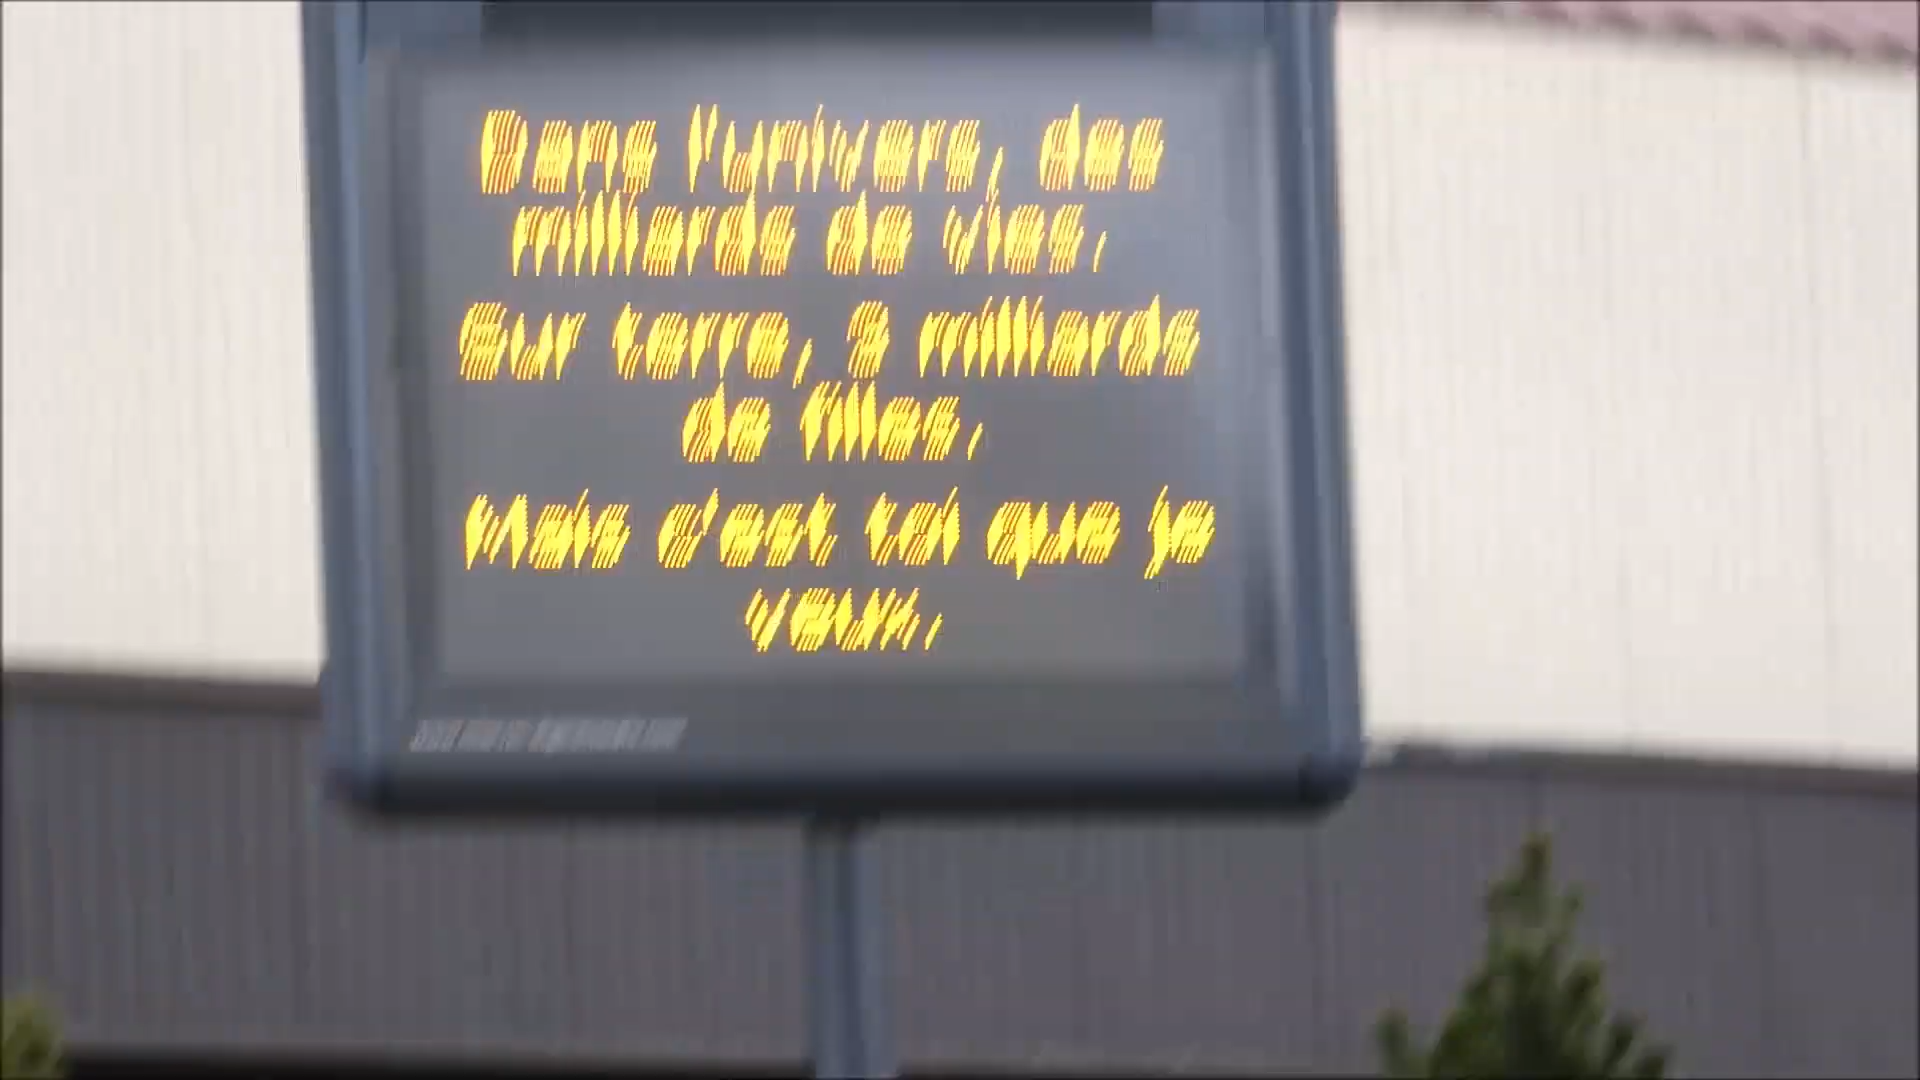 Dans l'univers, des
milliards de vies.
Sur terre, 3 milliards
de filles.
Mais c'est toi que je
veux.